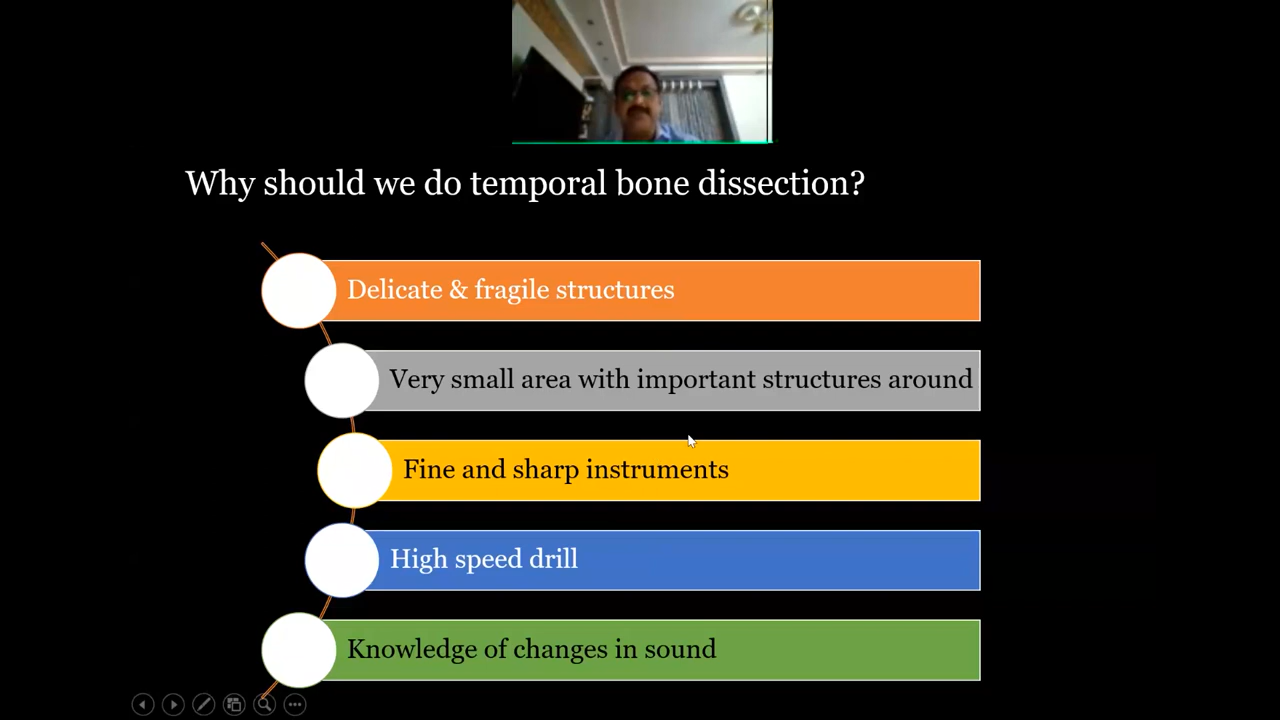 Why should we do temporal bone dissection?
Delicate & fragile structures
Very small area with important structures around
Fine and sharp instruments
High speed drill
Knowledge of changes in sound